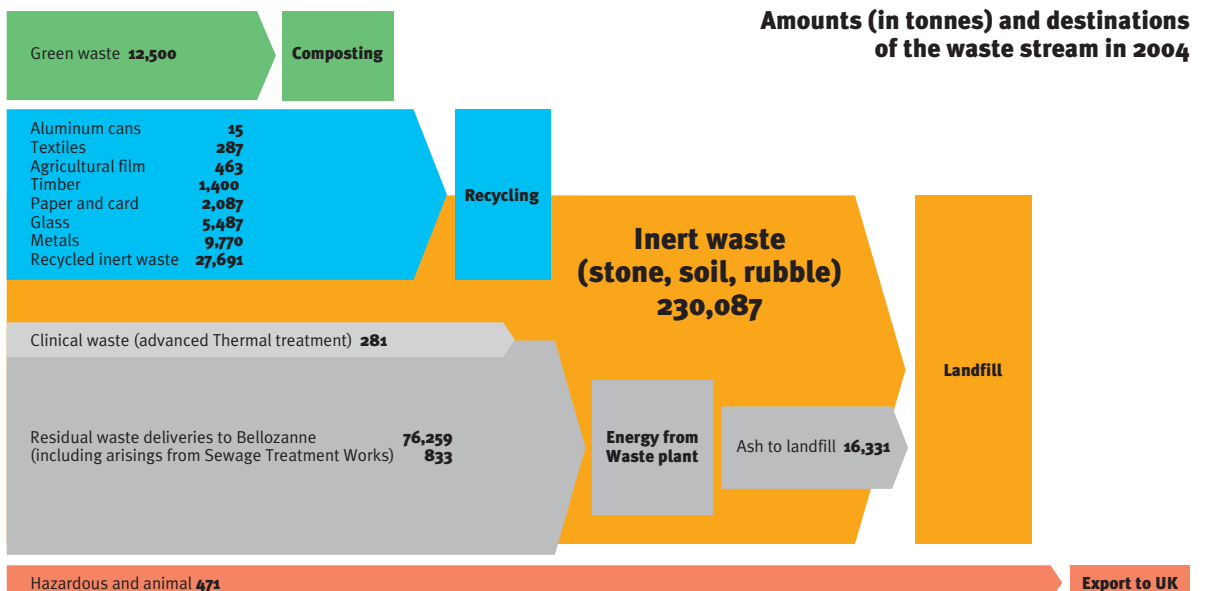 Amounts (in tonnes) and destinations
of the waste stream in 2004
Green waste 12,500
Composting
Aluminum cans 15
Textiles 287
Agricultural film 463
Timber 1,400
Paper and card 2,087
Glass 5,487
Metals 9,770
Recycled inert waste 27,691
Recycling
Inert waste
(stone, soil, rubble)
230,087
Clinical waste (advanced Thermal treatment) 281
Residual waste deliveries to Bellozanne 76,259
(including arisings from Sewage Treatment Works) 833
Energy from
Waste plant
Ash to landfill 16,331
Landfill
Hazardous and animal 471
Export to UK